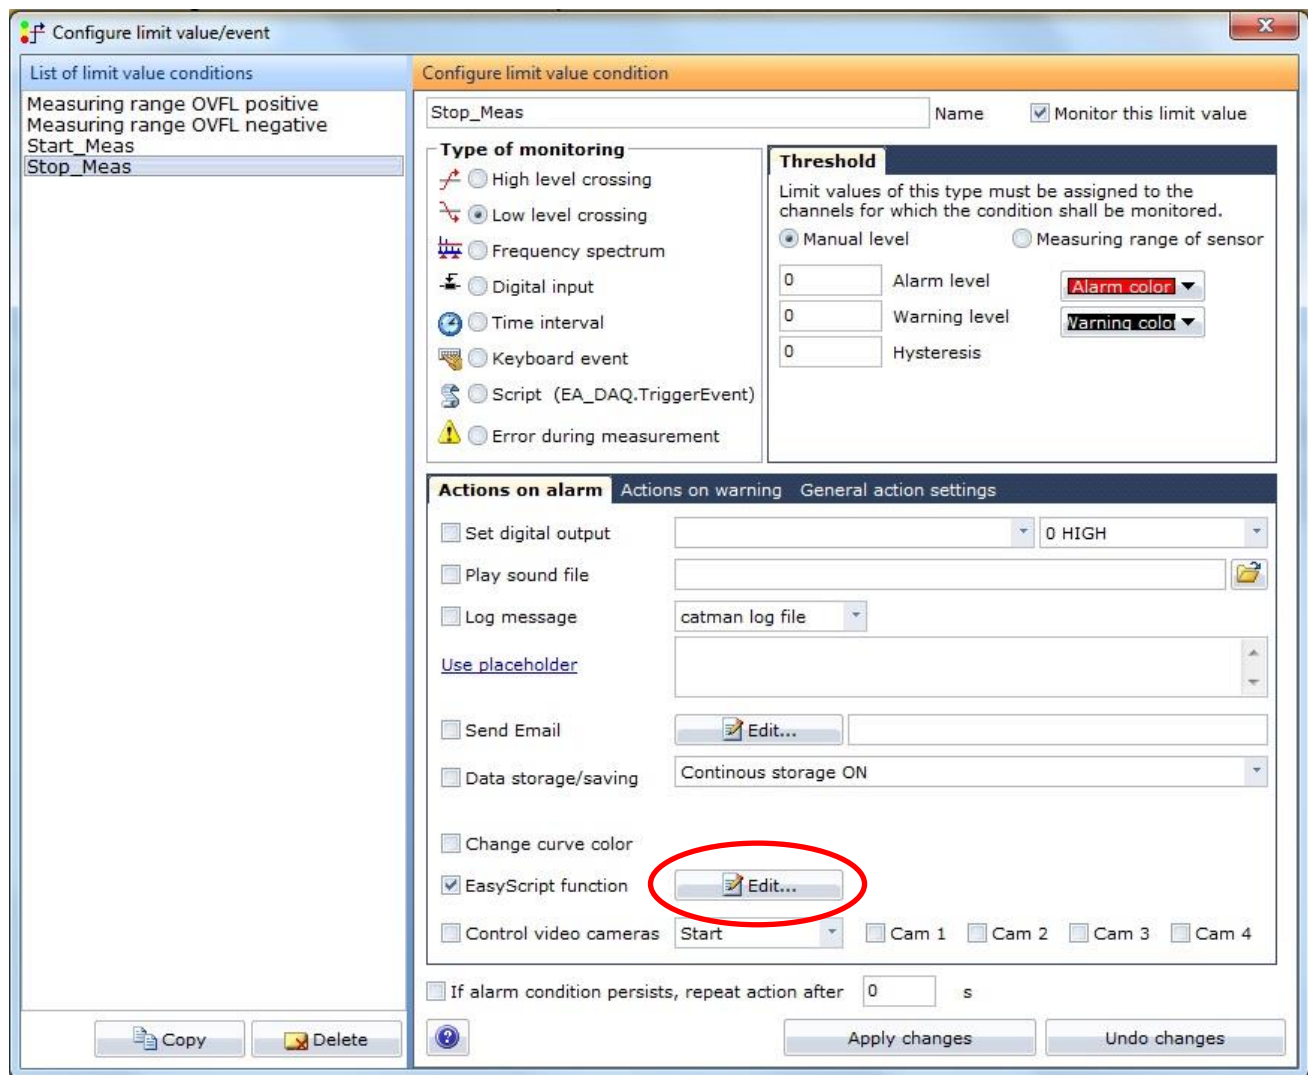 Configure limit value/event
List of limit value conditions
Measuring range OVFL positive
Measuring range OVFL negative
Start_Meas
Stop_Meas
Copy
Delete
Configure limit value condition
Stop_Meas Name Monitor this limit value
Type of monitoring
High level crossing
Low level crossing
Frequency spectrum
Digital input
Time interval
Keyboard event
Script (EA_DAQ.TriggerEvent)
Error during measurement
Threshold
Limit values of this type must be assigned to the
channels for which the condition shall be monitored.
Manual level Measuring range of sensor
0 Alarm level Alarm color
0 Warning level Warning color
0 Hysteresis
Actions on alarm Actions on warning General action settings
Set digital output 0 HIGH
Play sound file
Log message catman log file
Use placeholder
Send Email Edit...
Data storage/saving Continous storage ON
Change curve color
EasyScript function Edit...
Control video cameras Start Cam 1 Cam 2 Cam 3 Cam 4
If alarm condition persists, repeat action after 0 s
Apply changes Undo changes